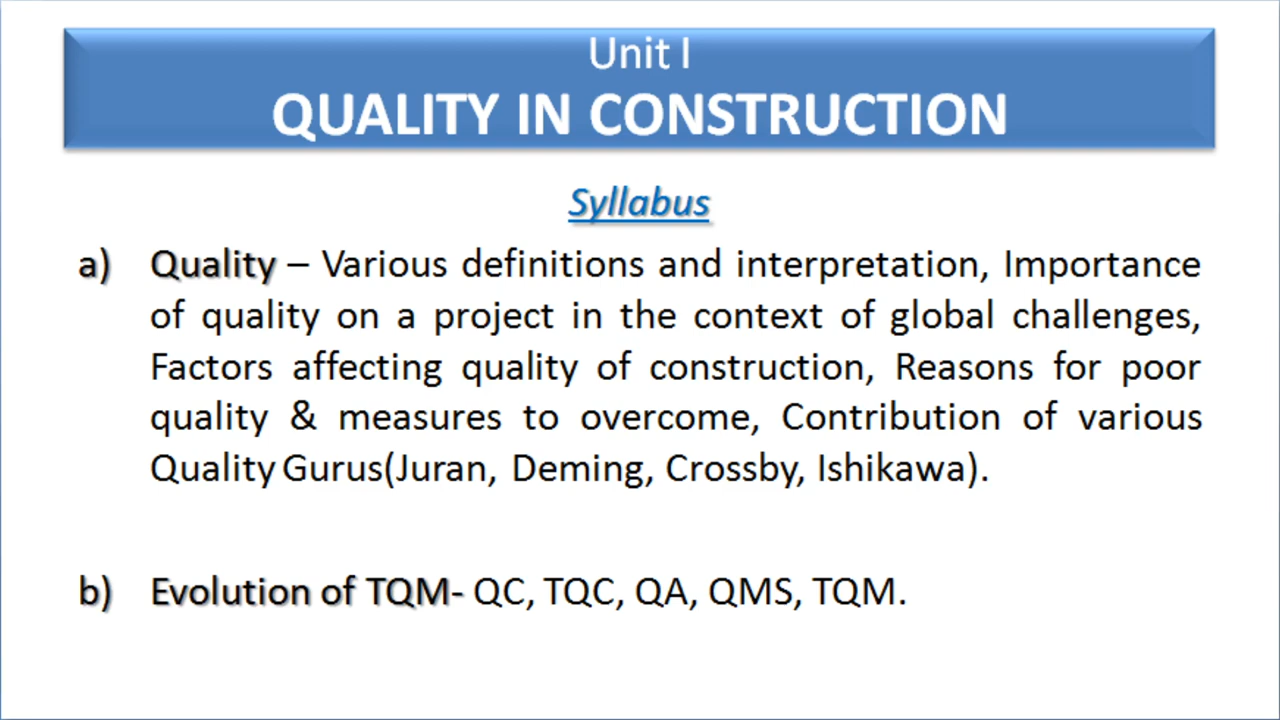 Unit I
QUALITY IN CONSTRUCTION
Syllabus
a) Quality – Various definitions and interpretation, Importance
of quality on a project in the context of global challenges,
Factors affecting quality of construction, Reasons for poor
quality & measures to overcome, Contribution of various
Quality Gurus(Juran, Deming, Crossby, Ishikawa).
b) Evolution of TQM- QC, TQC, QA, QMS, TQM.